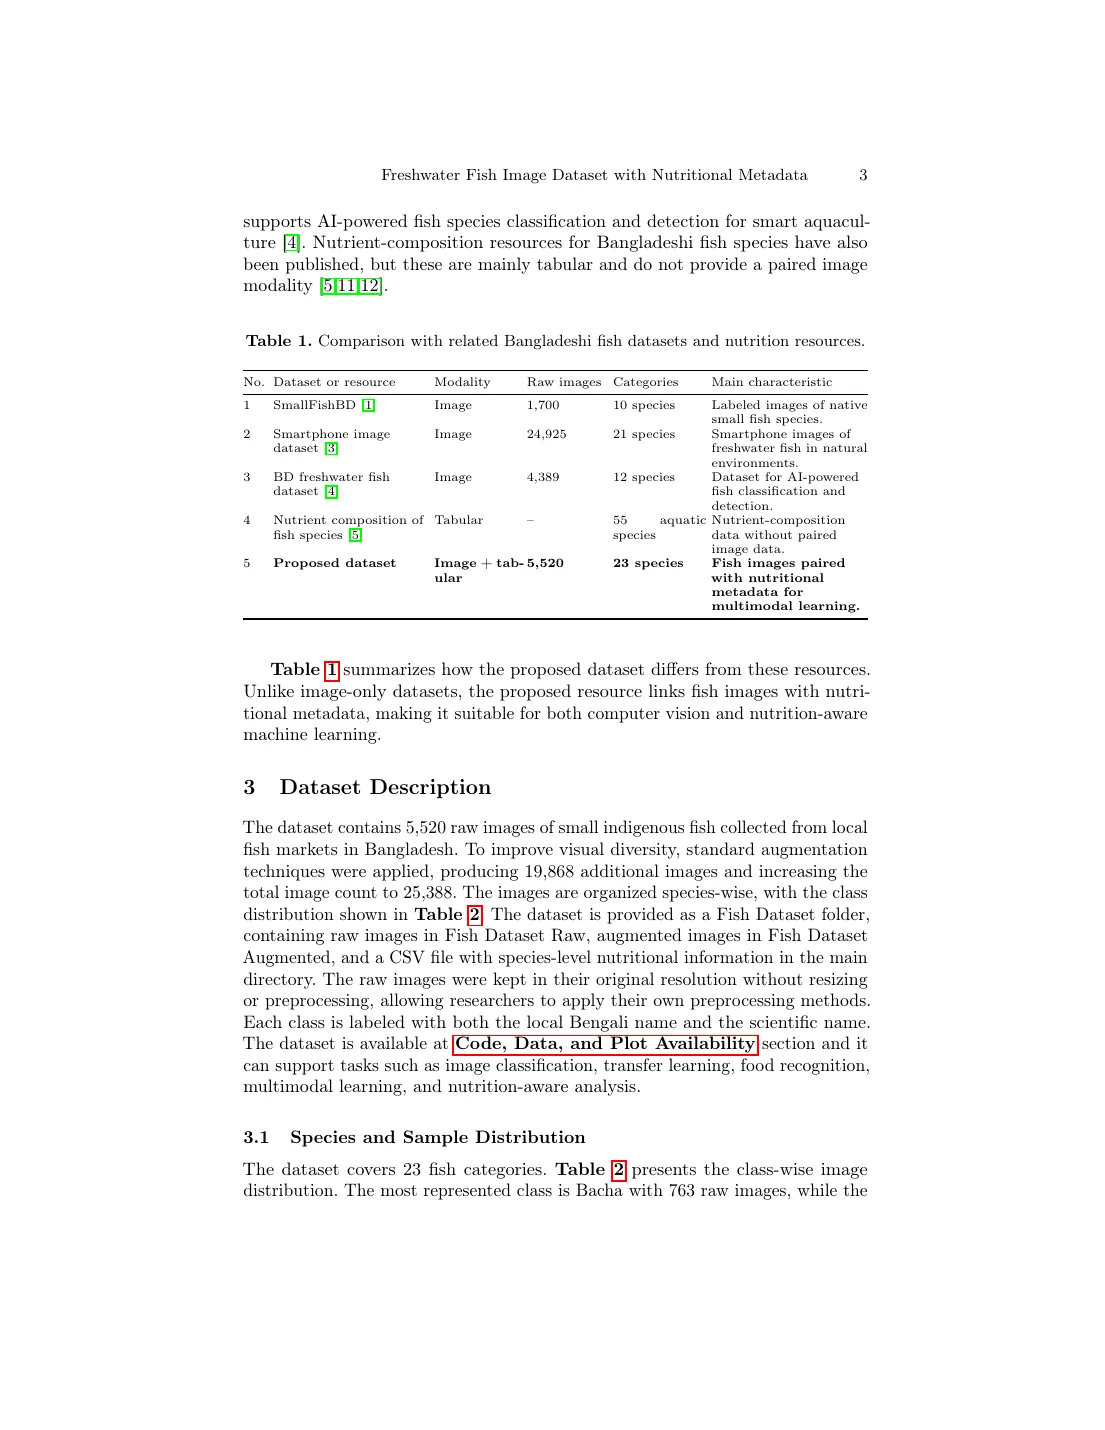 Freshwater Fish Image Dataset with Nutritional Metadata 3
supports AI-powered fish species classification and detection for smart aquacul-
ture [4]. Nutrient-composition resources for Bangladeshi fish species have also
been published, but these are mainly tabular and do not provide a paired image
modality [5,11,12].
Table 1. Comparison with related Bangladeshi fish datasets and nutrition resources.
No. Dataset or resource Modality Raw images Categories Main characteristic
1 SmallFishBD [1] Image 1,700 10 species Labeled images of native
small fish species.
2 Smartphone image Image 24,925 21 species Smartphone images of
dataset [3] freshwater fish in natural
environments.
3 BD freshwater fish Image 4,389 12 species Dataset for AI-powered
dataset [4] fish classification and
detection.
4 Nutrient composition of Tabular – 55 aquatic Nutrient-composition
fish species [5] species data without paired
image data.
5 Proposed dataset Image + tab- 5,520 23 species Fish images paired
ular with nutritional
metadata for
multimodal learning.
Table 1 summarizes how the proposed dataset differs from these resources.
Unlike image-only datasets, the proposed resource links fish images with nutri-
tional metadata, making it suitable for both computer vision and nutrition-aware
machine learning.
3 Dataset Description
The dataset contains 5,520 raw images of small indigenous fish collected from local
fish markets in Bangladesh. To improve visual diversity, standard augmentation
techniques were applied, producing 19,868 additional images and increasing the
total image count to 25,388. The images are organized species-wise, with the class
distribution shown in Table 2. The dataset is provided as a Fish Dataset folder,
containing raw images in Fish Dataset Raw, augmented images in Fish Dataset
Augmented, and a CSV file with species-level nutritional information in the main
directory. The raw images were kept in their original resolution without resizing
or preprocessing, allowing researchers to apply their own preprocessing methods.
Each class is labeled with both the local Bengali name and the scientific name.
The dataset is available at Code, Data, and Plot Availability section and it
can support tasks such as image classification, transfer learning, food recognition,
multimodal learning, and nutrition-aware analysis.
3.1 Species and Sample Distribution
The dataset covers 23 fish categories. Table 2 presents the class-wise image
distribution. The most represented class is Bacha with 763 raw images, while the